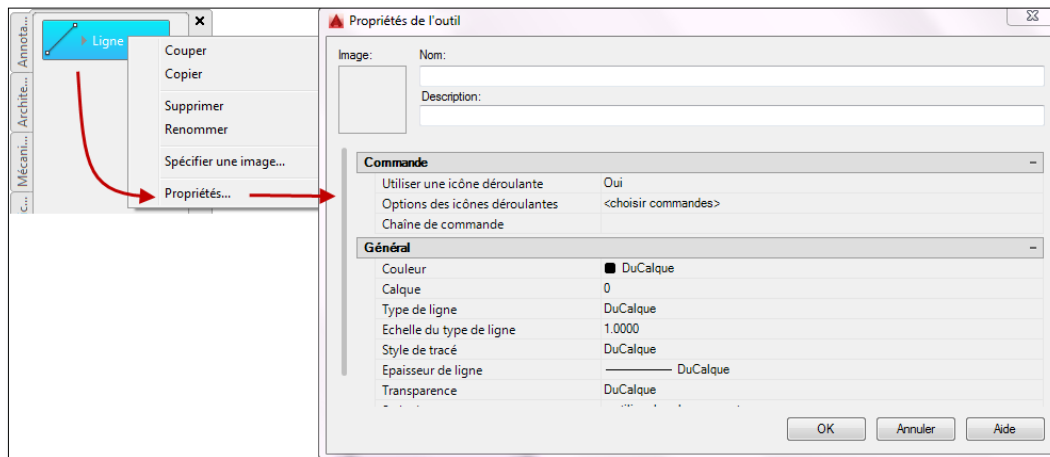 Annota...
Archite...
Mécani...
c...
Ligne
Couper
Copier
Supprimer
Renommer
Spécifier une image...
Propriétés...
Propriétés de l'outil
Image:
Nom:
Description:
Commande
Utiliser une icône déroulante Oui
Options des icônes déroulantes <choisir commandes>
Chaîne de commande
Général
Couleur DuCalque
Calque 0
Type de ligne DuCalque
Echelle du type de ligne 1.0000
Style de tracé DuCalque
Epaisseur de ligne DuCalque
Transparence DuCalque
OK Annuler Aide